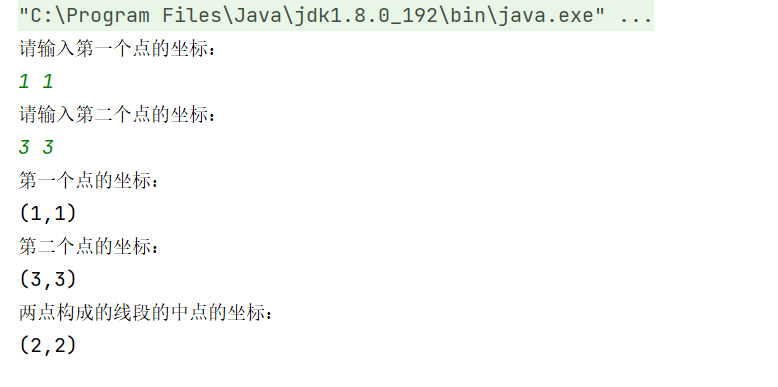 "C:\Program Files\Java\jdk1.8.0_192\bin\java.exe" ...
请输入第一个点的坐标：
1 1
请输入第二个点的坐标：
3 3
第一个点的坐标：
(1,1)
第二个点的坐标：
(3,3)
两点构成的线段的中点的坐标：
(2,2)